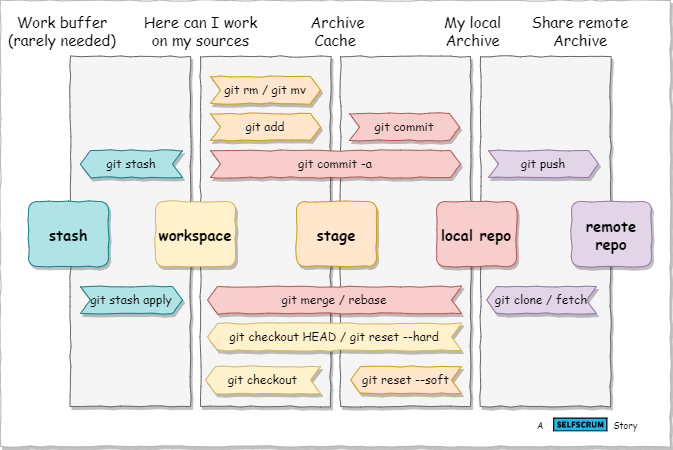 Work buffer
(rarely needed)
Here can I work
on my sources
Archive
Cache
My local
Archive
Share remote
Archive
git rm / git mv
git add
git commit
git stash
git commit -a
git push
stash
workspace
stage
local repo
remote
repo
git stash apply
git merge / rebase
git clone / fetch
git checkout HEAD / git reset --hard
git checkout
git reset --soft
A SELFSCRUM Story